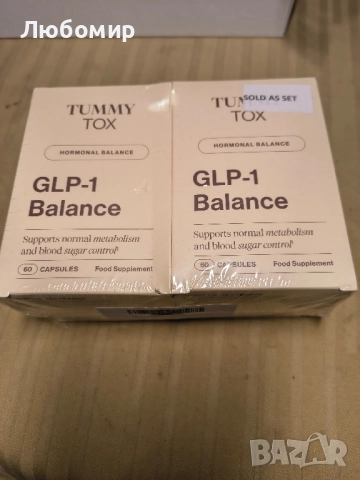 Любомир
TUMMY
TOX
HORMONAL BALANCE
GLP-1
Balance
Supports normal metabolism
and blood sugar control
60 CAPSULES Food Supplement
SOLD AS SET
TOX
HORMONAL BALANCE
GLP-1
Balance
Supports normal metabolism
and blood sugar control
60 CAPSULES Food Supplement
BAZAR